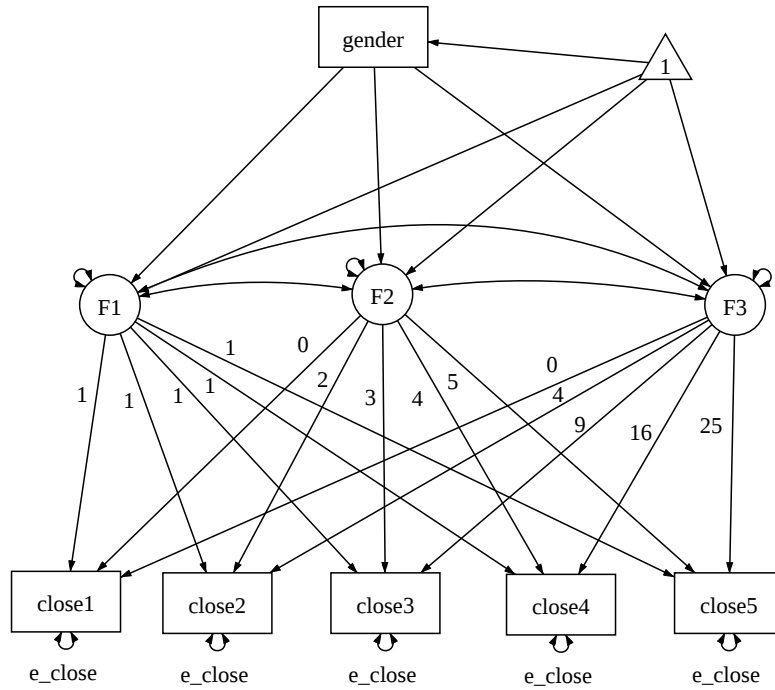 gender
1
F1
F2
F3
1
1
1
1
1
0
2
3
4
5
0
4
9
16
25
close1
close2
close3
close4
close5
e_close
e_close
e_close
e_close
e_close